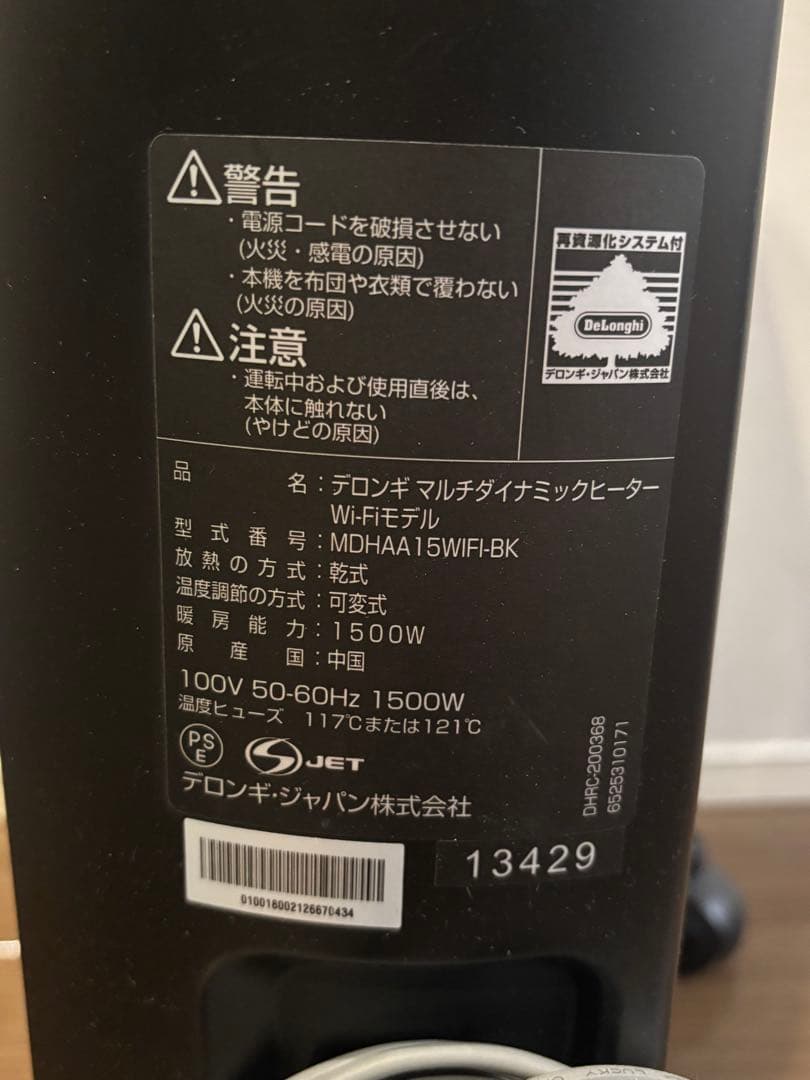 警告
・電源コードを破損させない
(火災・感電の原因)
・本機を布団や衣類で覆わない
(火災の原因)
注意
・運転中および使用直後は、
本体に触れない
(やけどの原因)
再資源化システム付
DeLonghi
デロンギ・ジャパン株式会社
品名：デロンギ マルチダイナミックヒーター
Wi-Fiモデル
型式番号：MDHAA15WIFI-BK
放熱の方式：乾式
温度調節の方式：可変式
暖房能力：1500W
原産国：中国
100V 50-60Hz 1500W
温度ヒューズ 117℃または121℃
PS
E
S JET
デロンギ・ジャパン株式会社
DHRC-200368
6525310171
13429
01001600212667​0434
LUCKY